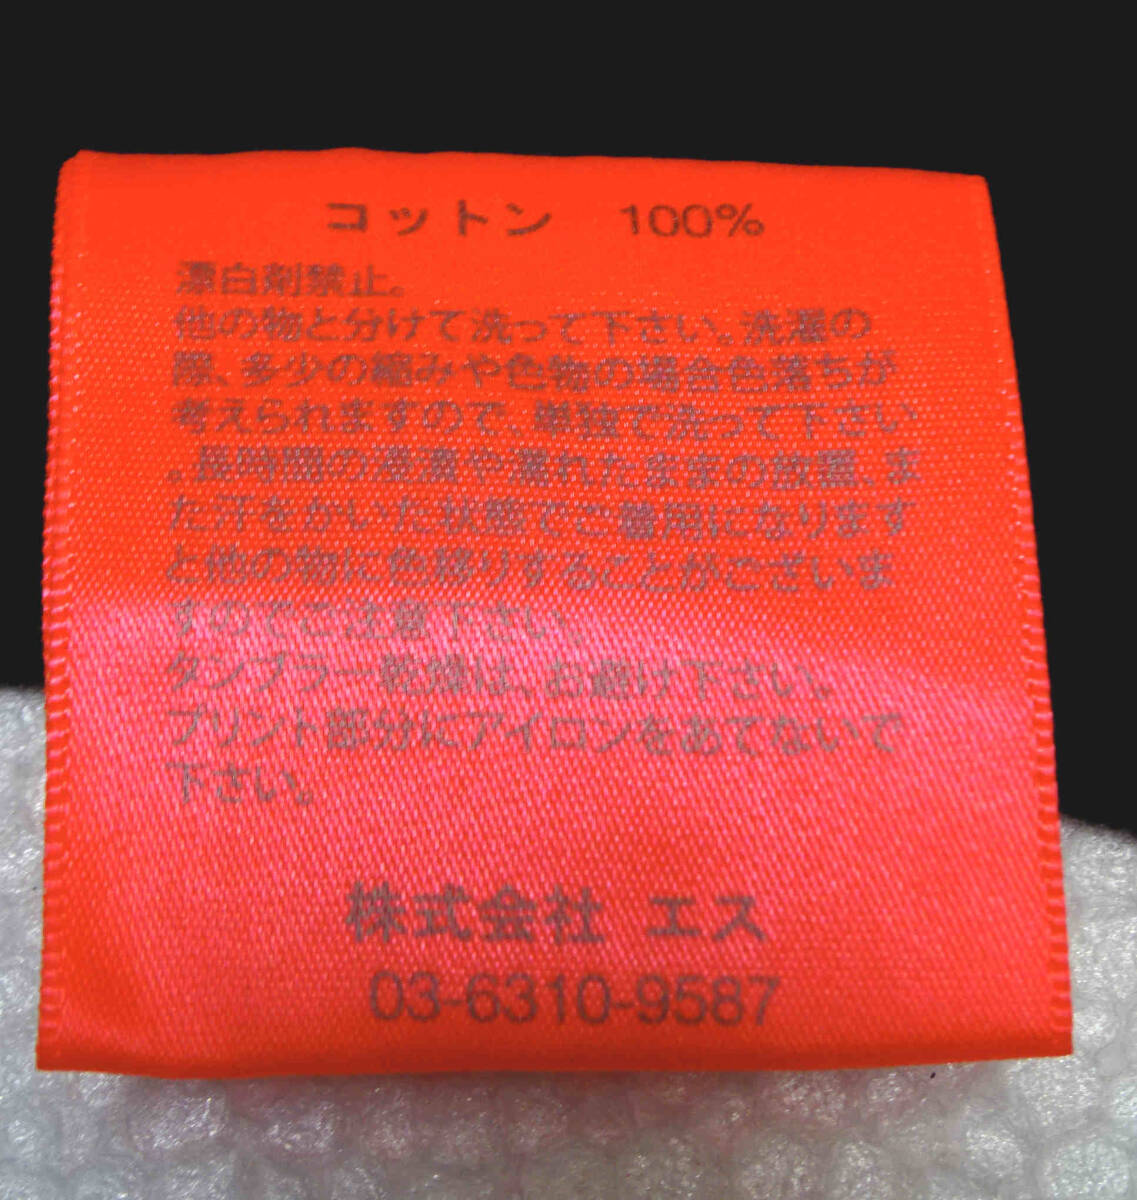 コットン　100%
漂白剤禁止。
他の物と分けて洗って下さい。洗濯の
際、多少の縮みや色物の場合色落ちが
考えられますので、単独で洗って下さい
。長時間の浸漬や濡れたままの放置、ま
た汗をかいた状態でご着用になります
と他の物に色移りすることがございま
すのでご注意下さい。
タンブラー乾燥は、お避け下さい。
プリント部分にアイロンをあてないで
下さい。
株式会社 エス
03-6310-9587